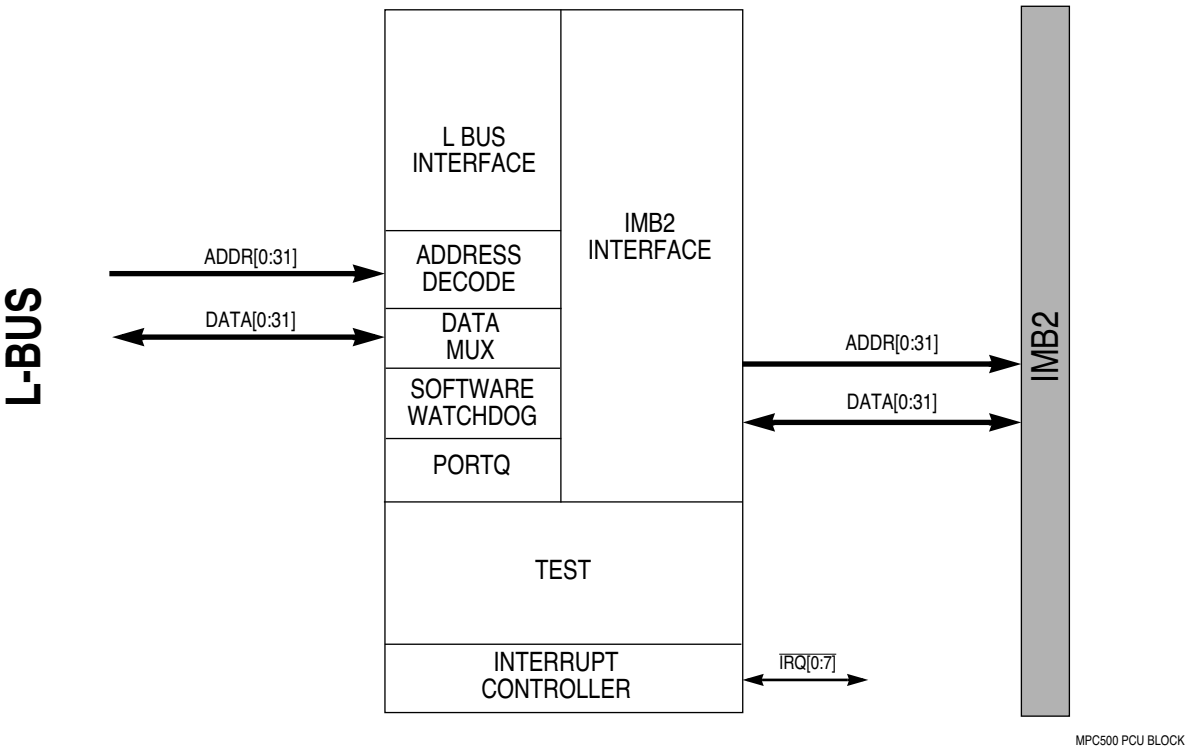 L-BUS
ADDR[0:31]
DATA[0:31]
L BUS
INTERFACE
ADDRESS
DECODE
DATA
MUX
SOFTWARE
WATCHDOG
PORTQ
IMB2
INTERFACE
TEST
INTERRUPT
CONTROLLER
ADDR[0:31]
DATA[0:31]
IRQ[0:7]
IMB2
MPC500 PCU BLOCK